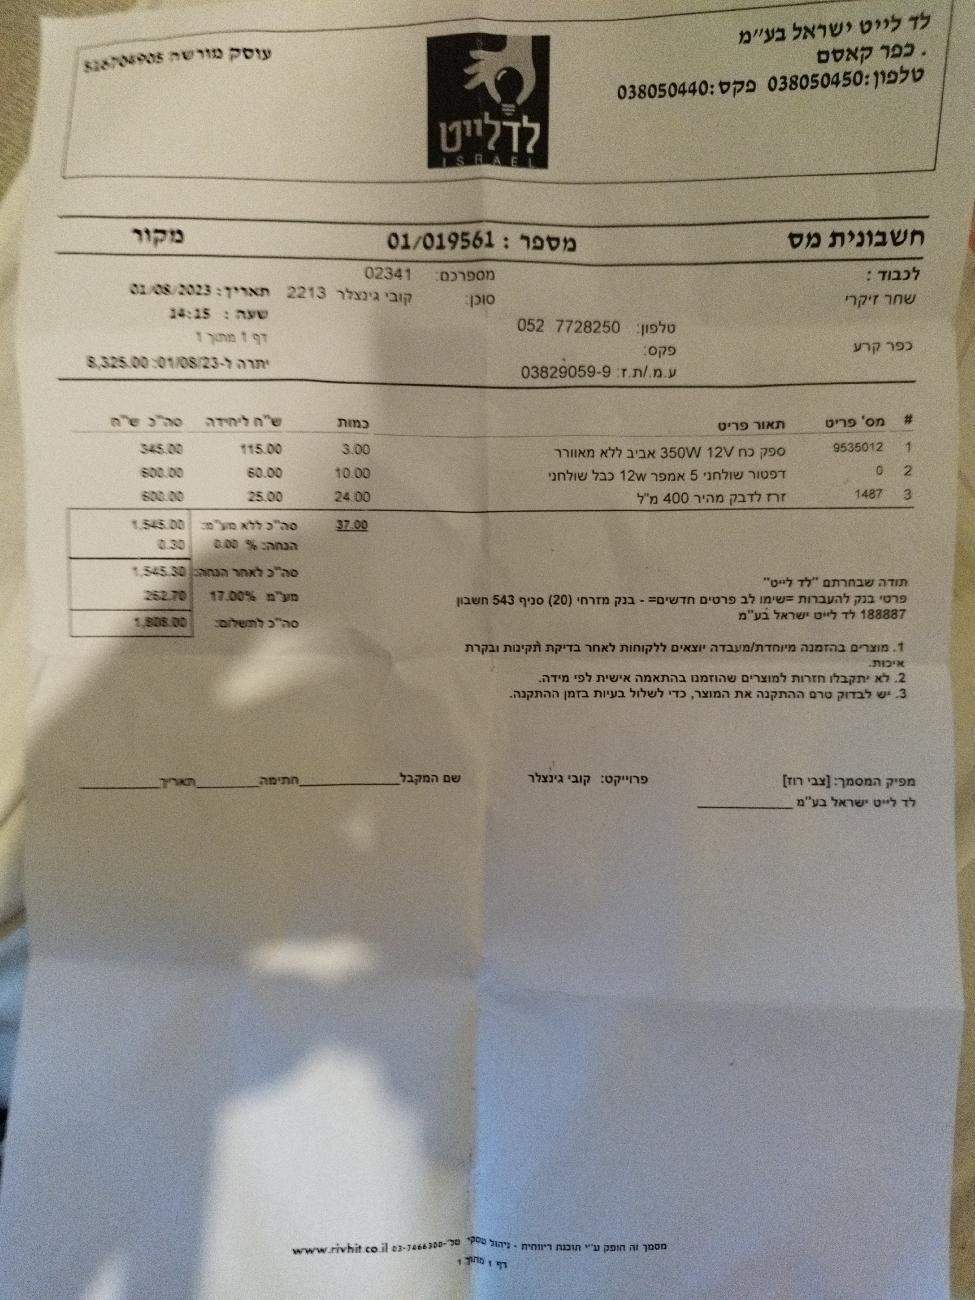 לד לייט ישראל בע"מ
. כפר קאסם
טלפון:038050450 פקס:038050440
לדלייט
ISRAEL
עוסק מורשה 516704905
חשבונית מס מספר : 01/019561 מקור
לכבוד :
שחר זיקרי
כפר קרע
מספרכם: 02341
סוכן: קובי גינצלר 2213
טלפון: 052 7728250
פקס:
ע.מ./ת.ז: 03829059-9
תאריך: 01/08/2023
שעה : 14:15
דף 1 מתוך 1
יתרה ל-01/08/23: 8,325.00
# מס' פריט תאור פריט כמות ש"ח ליחידה סה"כ ש"ח
1 9535012 ספק כח 350W 12V אביב ללא מאוורר 3.00 115.00 345.00
2 0 דפטור שולחני 5 אמפר 12w כבל שולחני 10.00 60.00 600.00
3 1487 זרז לדבק מהיר 400 מ"ל 24.00 25.00 600.00
37.00 סה"כ ללא מע"מ: 1,545.00
הנחה: % 0.00 0.30
סה"כ לאחר הנחה: 1,545.30
מע"מ 17.00% 262.70
סה"כ לתשלום: 1,808.00
תודה שבחרתם "לד לייט"
פרטי בנק להעברות =שימו לב פרטים חדשים= - בנק מזרחי (20) סניף 543 חשבון
188887 לד לייט ישראל בע"מ
1. מוצרים בהזמנה מיוחדת/מעבדה יוצאים ללקוחות לאחר בדיקת תקינות ובקרת
איכות.
2. לא יתקבלו חזרות למוצרים שהוזמנו בהתאמה אישית לפי מידה.
3. יש לבדוק טרם ההתקנה את המוצר, כדי לשלול בעיות בזמן ההתקנה.
מפיק המסמך: [צבי רוז] פרוייקט: קובי גינצלר שם המקבל____________חתימה________תאריך__________
לד לייט ישראל בע"מ ____________
מסמך זה הופק ע"י תוכנת ריווחית - ניהול עסקי טל'-03-7466300 www.rivhit.co.il
דף 1 מתוך 1